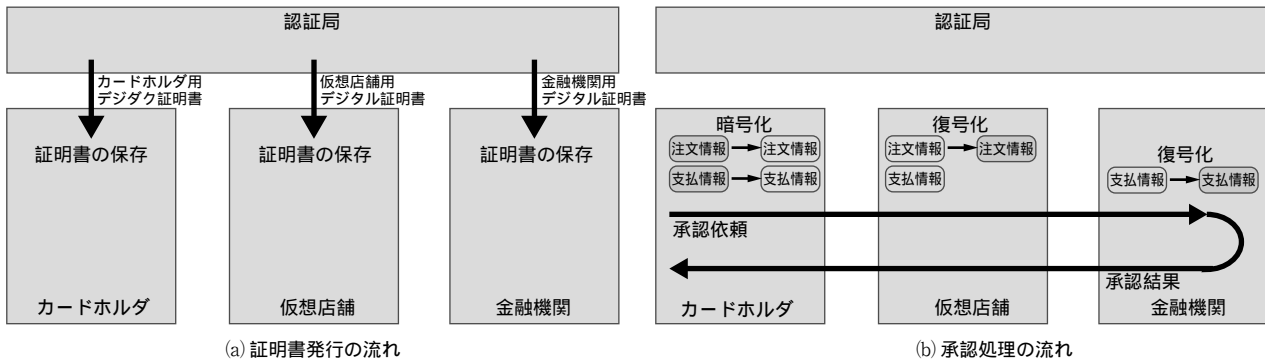 認証局
カードホルダ用
デジダク証明書
仮想店舗用
デジタル証明書
金融機関用
デジタル証明書
証明書の保存
証明書の保存
証明書の保存
カードホルダ
仮想店舗
金融機関
(a) 証明書発行の流れ
認証局
暗号化
注文情報
注文情報
支払情報
支払情報
復号化
注文情報
注文情報
支払情報
復号化
支払情報
支払情報
承認依頼
承認結果
カードホルダ
仮想店舗
金融機関
(b) 承認処理の流れ